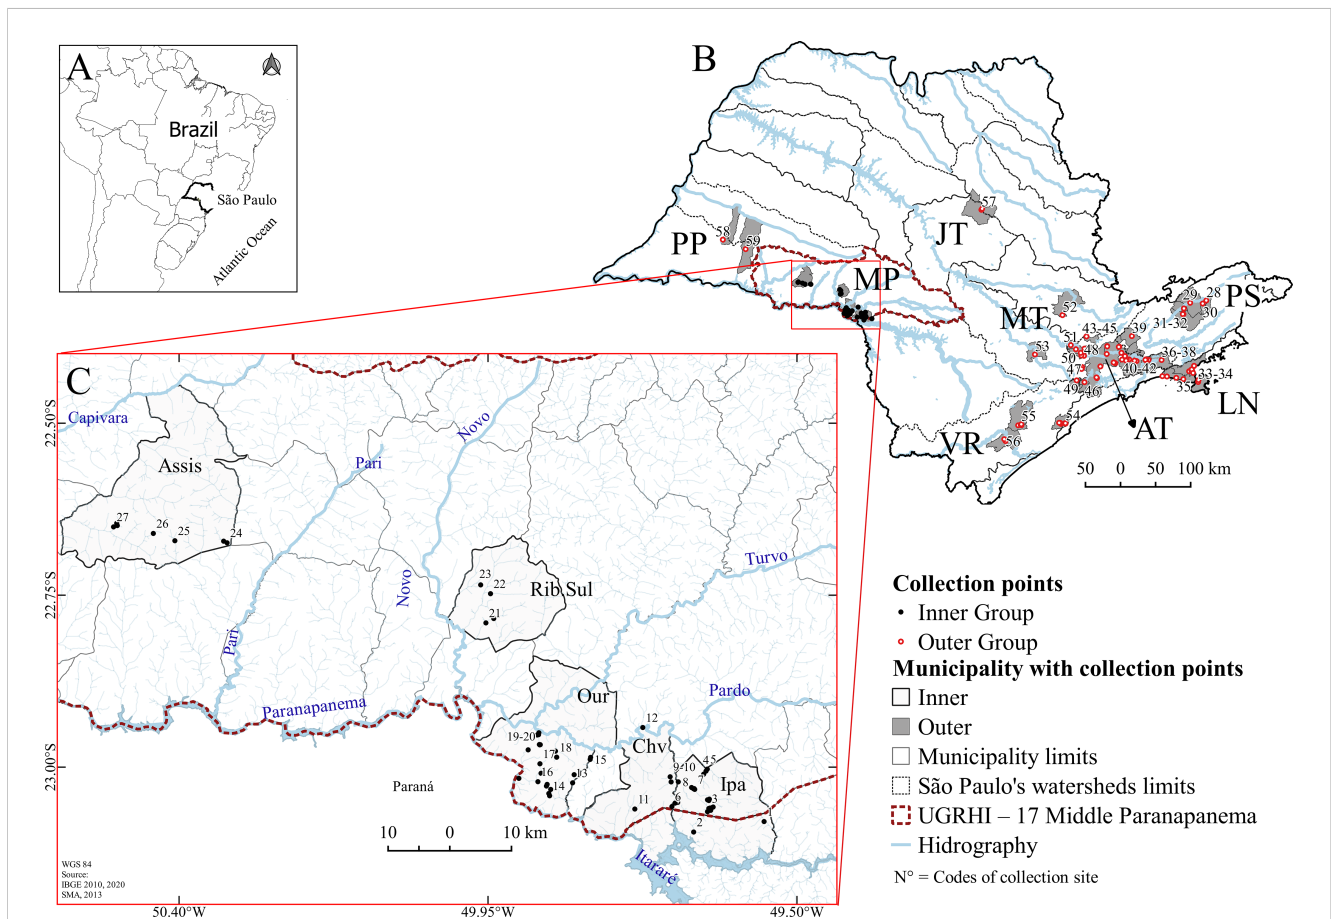 A
Brazil
São Paulo
Atlantic Ocean
B
57
JT
58
59
PP
MP
52
MT
53
51
50
43-45
48
47
49
46
39
40-42
36-38
31-32
29
28
30
PS
33-34
35
LN
AT
54
55
56
VR
50 0 50 100 km
C
Capivara
Assis
27
26
25
24
Pari
Novo
Pari
Novo
23
22
21
Rib.Sul
Turvo
Paranapanema
Our
Pardo
12
Chv
19-20
17
18
15
16
13
14
9-10
8
7
45
Ipa
3
6
11
2
Paraná
Itararé
10 0 10 km
WGS 84
Source:
IBGE 2010, 2020
SMA, 2013
22.50°S
22.75°S
23.00°S
50.40°W
49.95°W
49.50°W
Collection points
Inner Group
Outer Group
Municipality with collection points
Inner
Outer
Municipality limits
São Paulo's watersheds limits
UGRHI – 17 Middle Paranapanema
Hidrography
N° = Codes of collection site